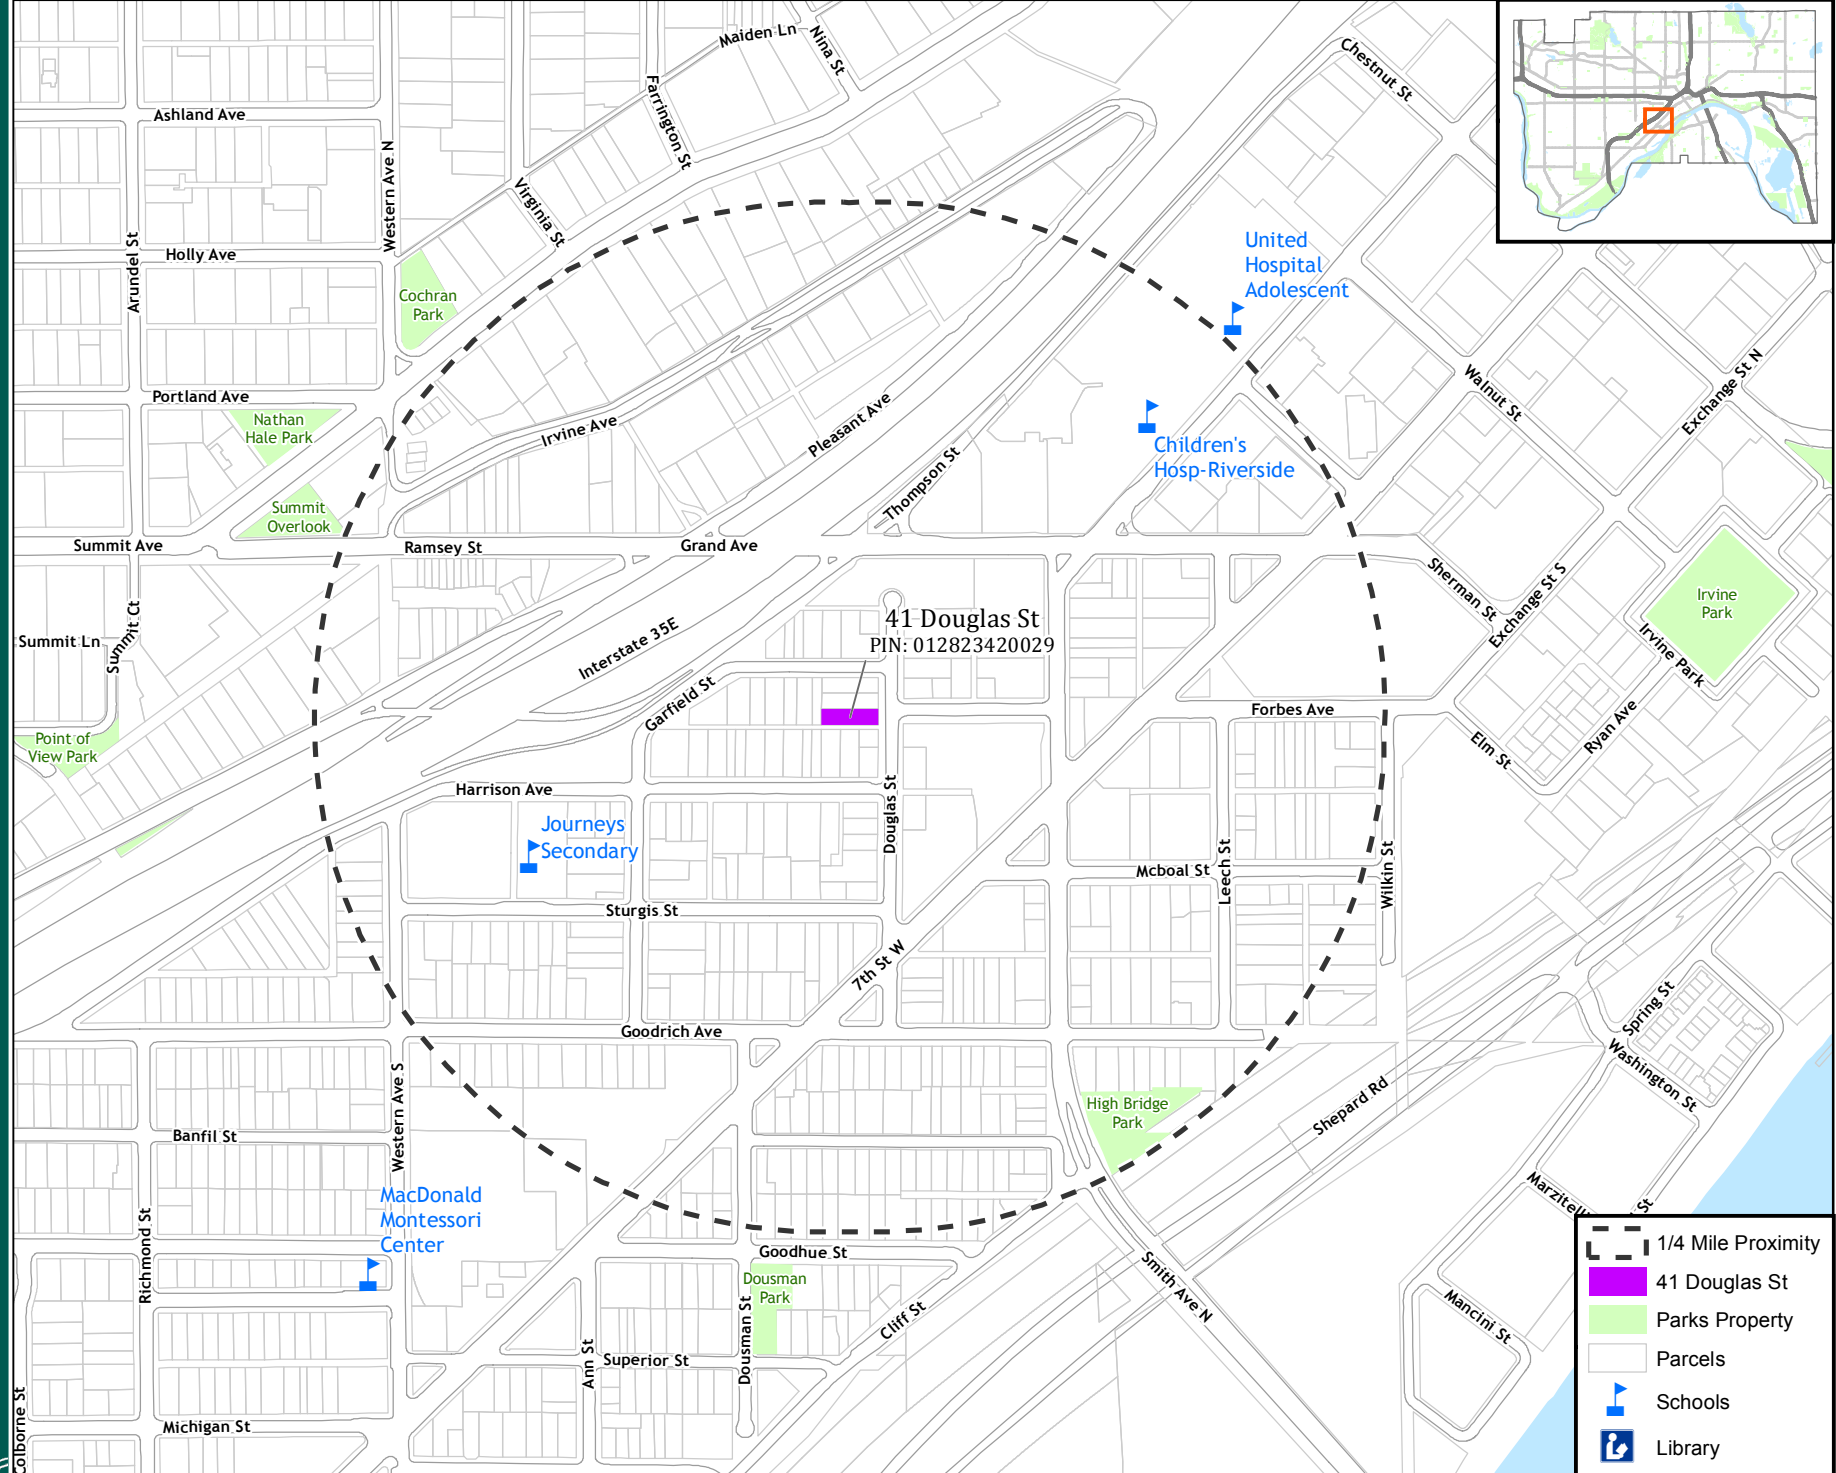 Maiden Ln
Nina St
Chestnut St
Farrington St
Ashland Ave
Western Ave N
Virginia St
Arundel St
Holly Ave
United
Hospital
Adolescent
Cochran
Park
Portland Ave
Nathan
Hale Park
Irvine Ave
Pleasant Ave
Walnut St
Exchange St N
Thompson St
Children's
Hosp-Riverside
Summit
Overlook
Summit Ave
Ramsey St
Grand Ave
Sherman St
Exchange St S
Irvine
Park
Irvine Park
41 Douglas St
PIN: 012823420029
Summit Ln
Summit Ct
Interstate 35E
Garfield St
Forbes Ave
Ryan Ave
Elm St
Point of
View Park
Harrison Ave
Douglas St
Journeys
Secondary
Mcboal St
Leech St
Wilkin St
Sturgis St
7th St W
Goodrich Ave
Spring St
Washington St
Western Ave S
High Bridge
Park
Shepard Rd
Banfil St
MacDonald
Montessori
Center
Richmond St
Marzitelli
St
Goodhue St
Dousman
Park
Smith Ave N
Cliff St
Mancini St
Dousman St
Ann St
Superior St
Michigan St
Colborne St
1/4 Mile Proximity
41 Douglas St
Parks Property
Parcels
Schools
Library